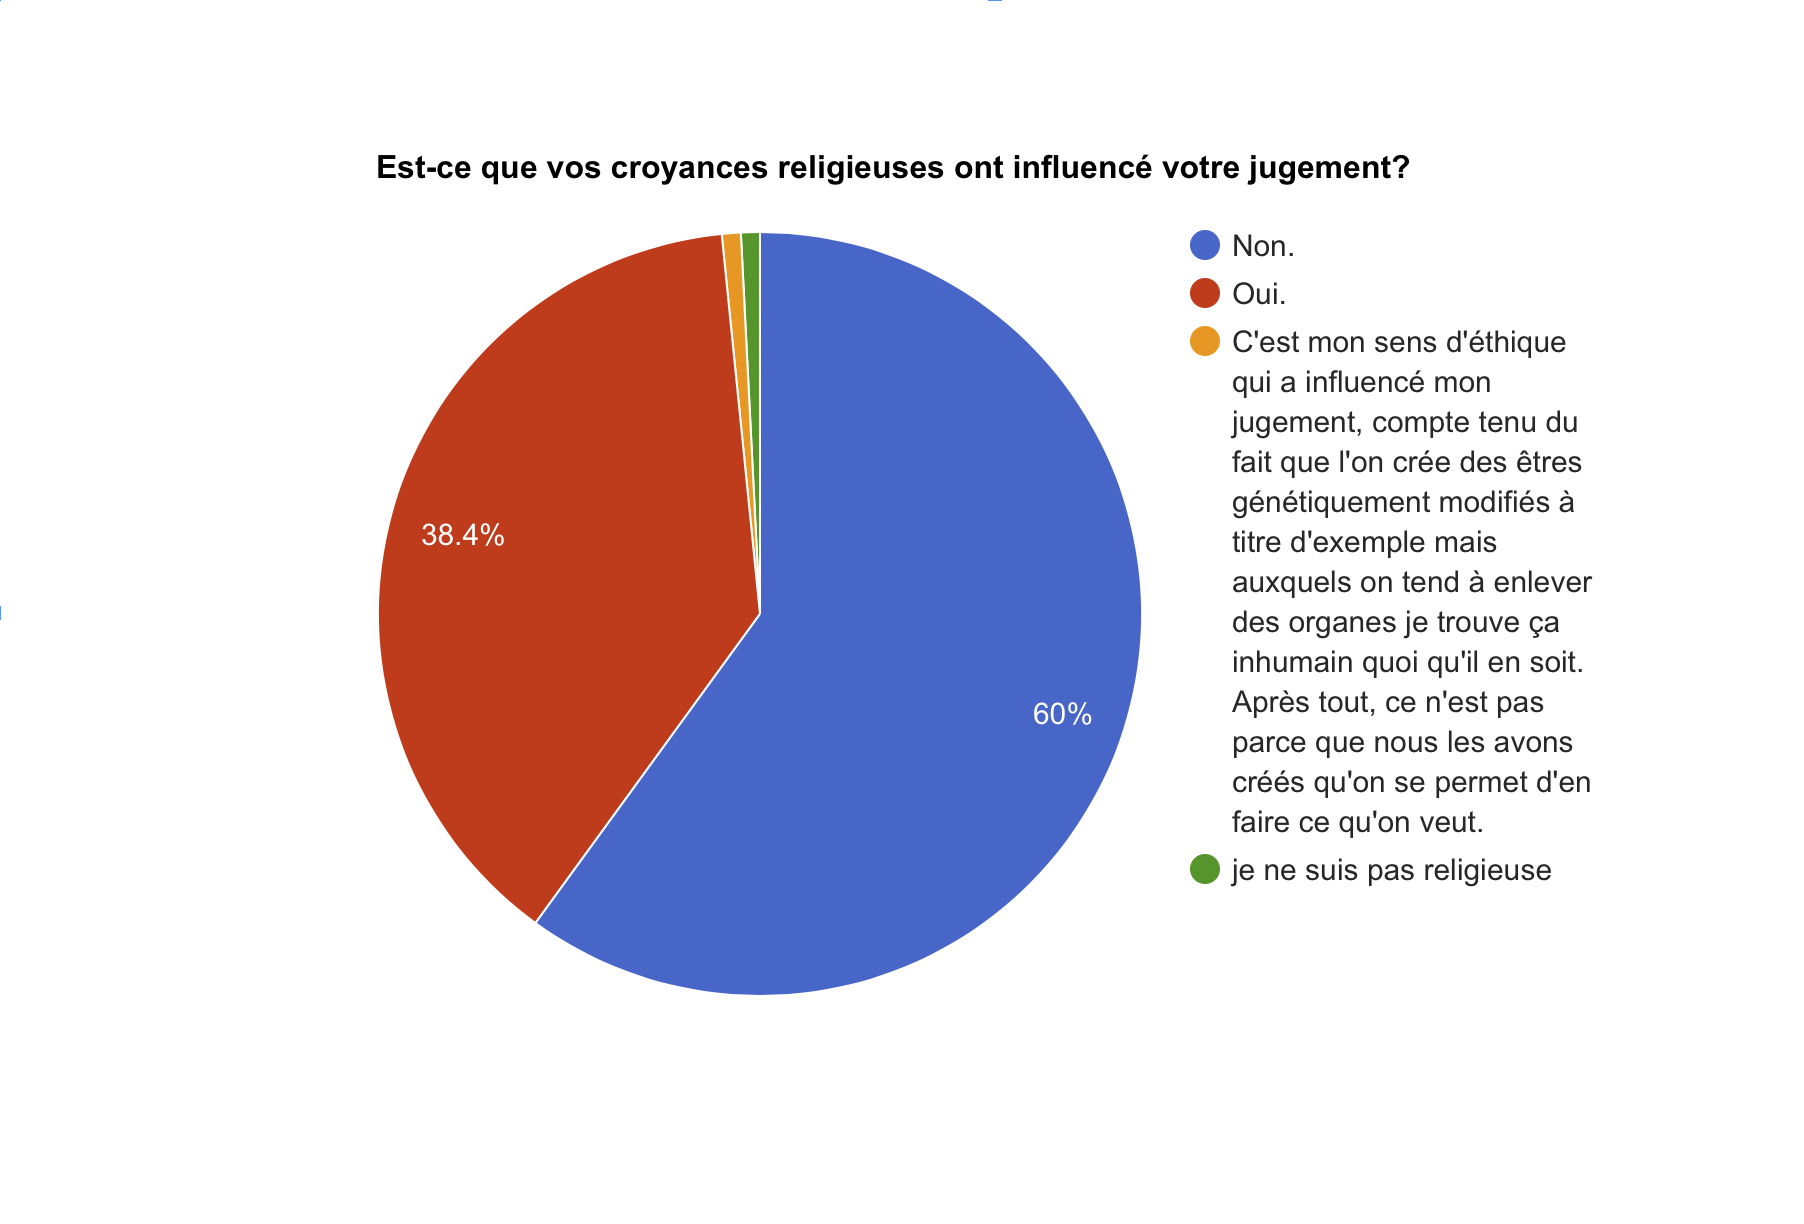 Est-ce que vos croyances religieuses ont influencé votre jugement?
Non.
Oui.
C'est mon sens d'éthique
qui a influencé mon
jugement, compte tenu du
fait que l'on crée des êtres
génétiquement modifiés à
titre d'exemple mais
auxquels on tend à enlever
des organes je trouve ça
inhumain quoi qu'il en soit.
Après tout, ce n'est pas
parce que nous les avons
créés qu'on se permet d'en
faire ce qu'on veut.
je ne suis pas religieuse
38.4%
60%